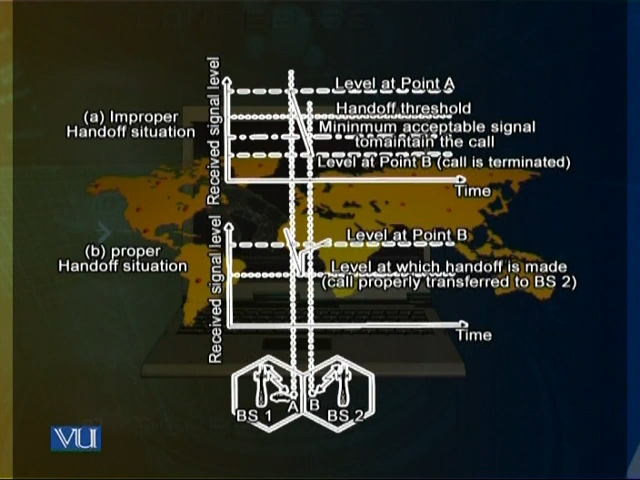 Received signal level
Level at Point A
(a) Improper
Handoff situation
Handoff threshold
Mininmum acceptable signal
tomaintain the call
Level at Point B (call is terminated)
Time
Received signal level
Level at Point B
(b) proper
Handoff situation
Level at which handoff is made
(call properly transferred to BS 2)
Time
BS 1
A
B
BS 2
VU